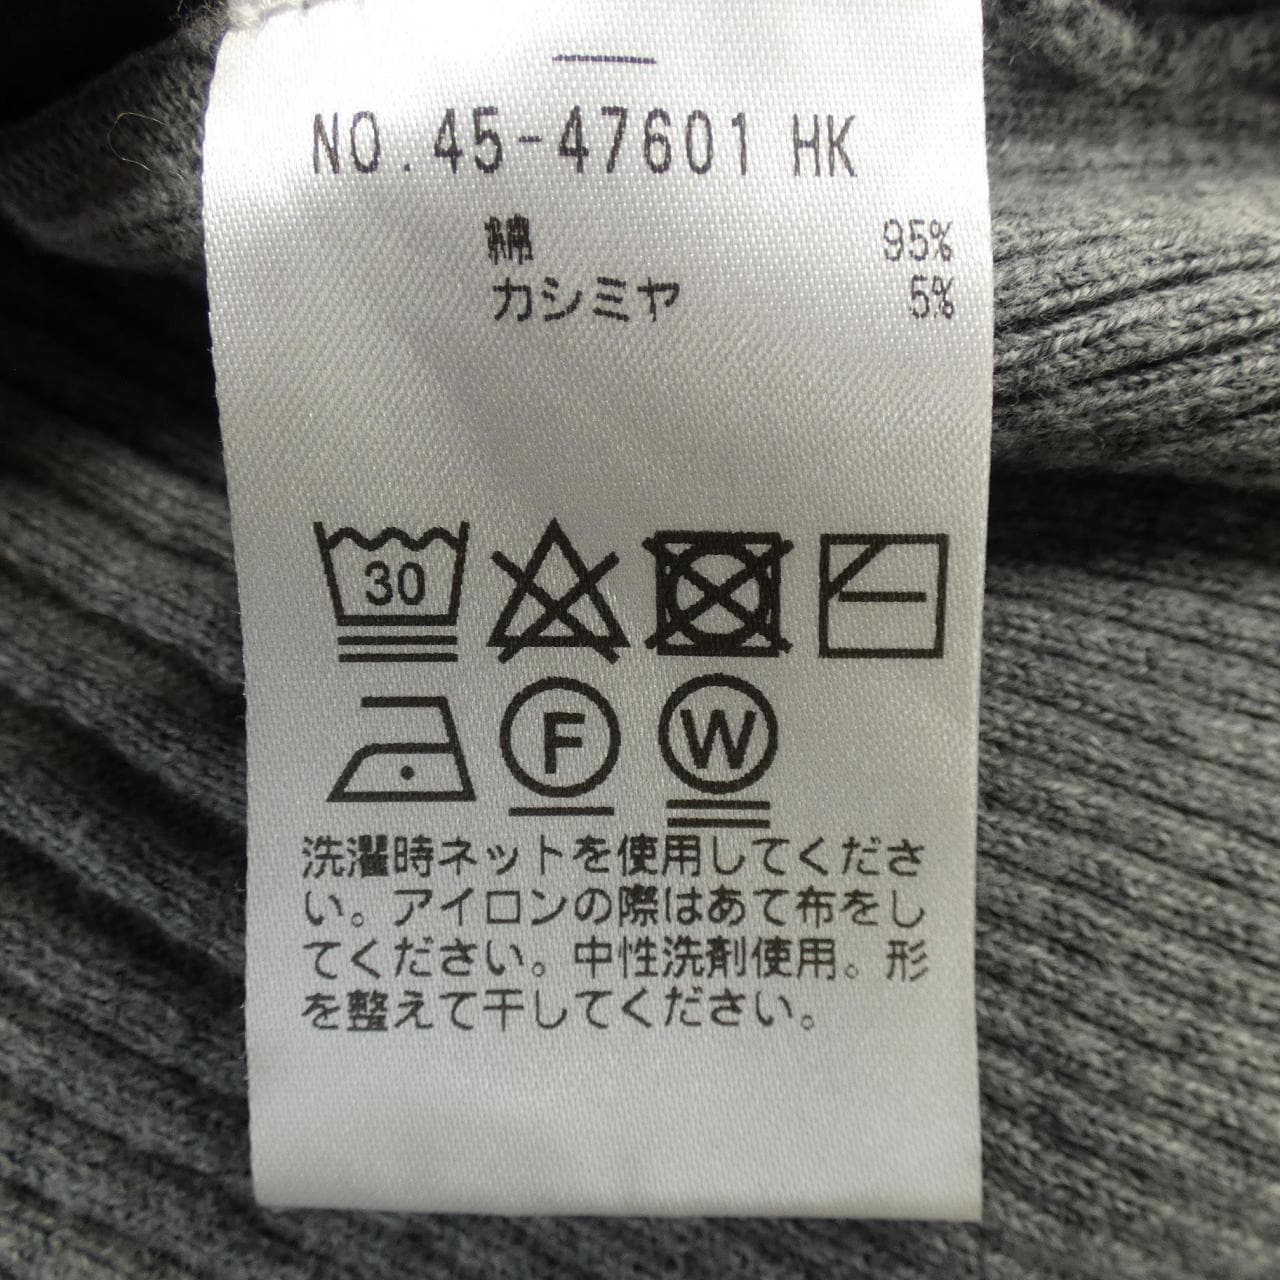 NO.45-47601 HK
綿 95%
カシミヤ 5%
30
F W
洗濯時ネットを使用してくださ
い。アイロンの際はあて布をし
てください。中性洗剤使用。形
を整えて干してください。